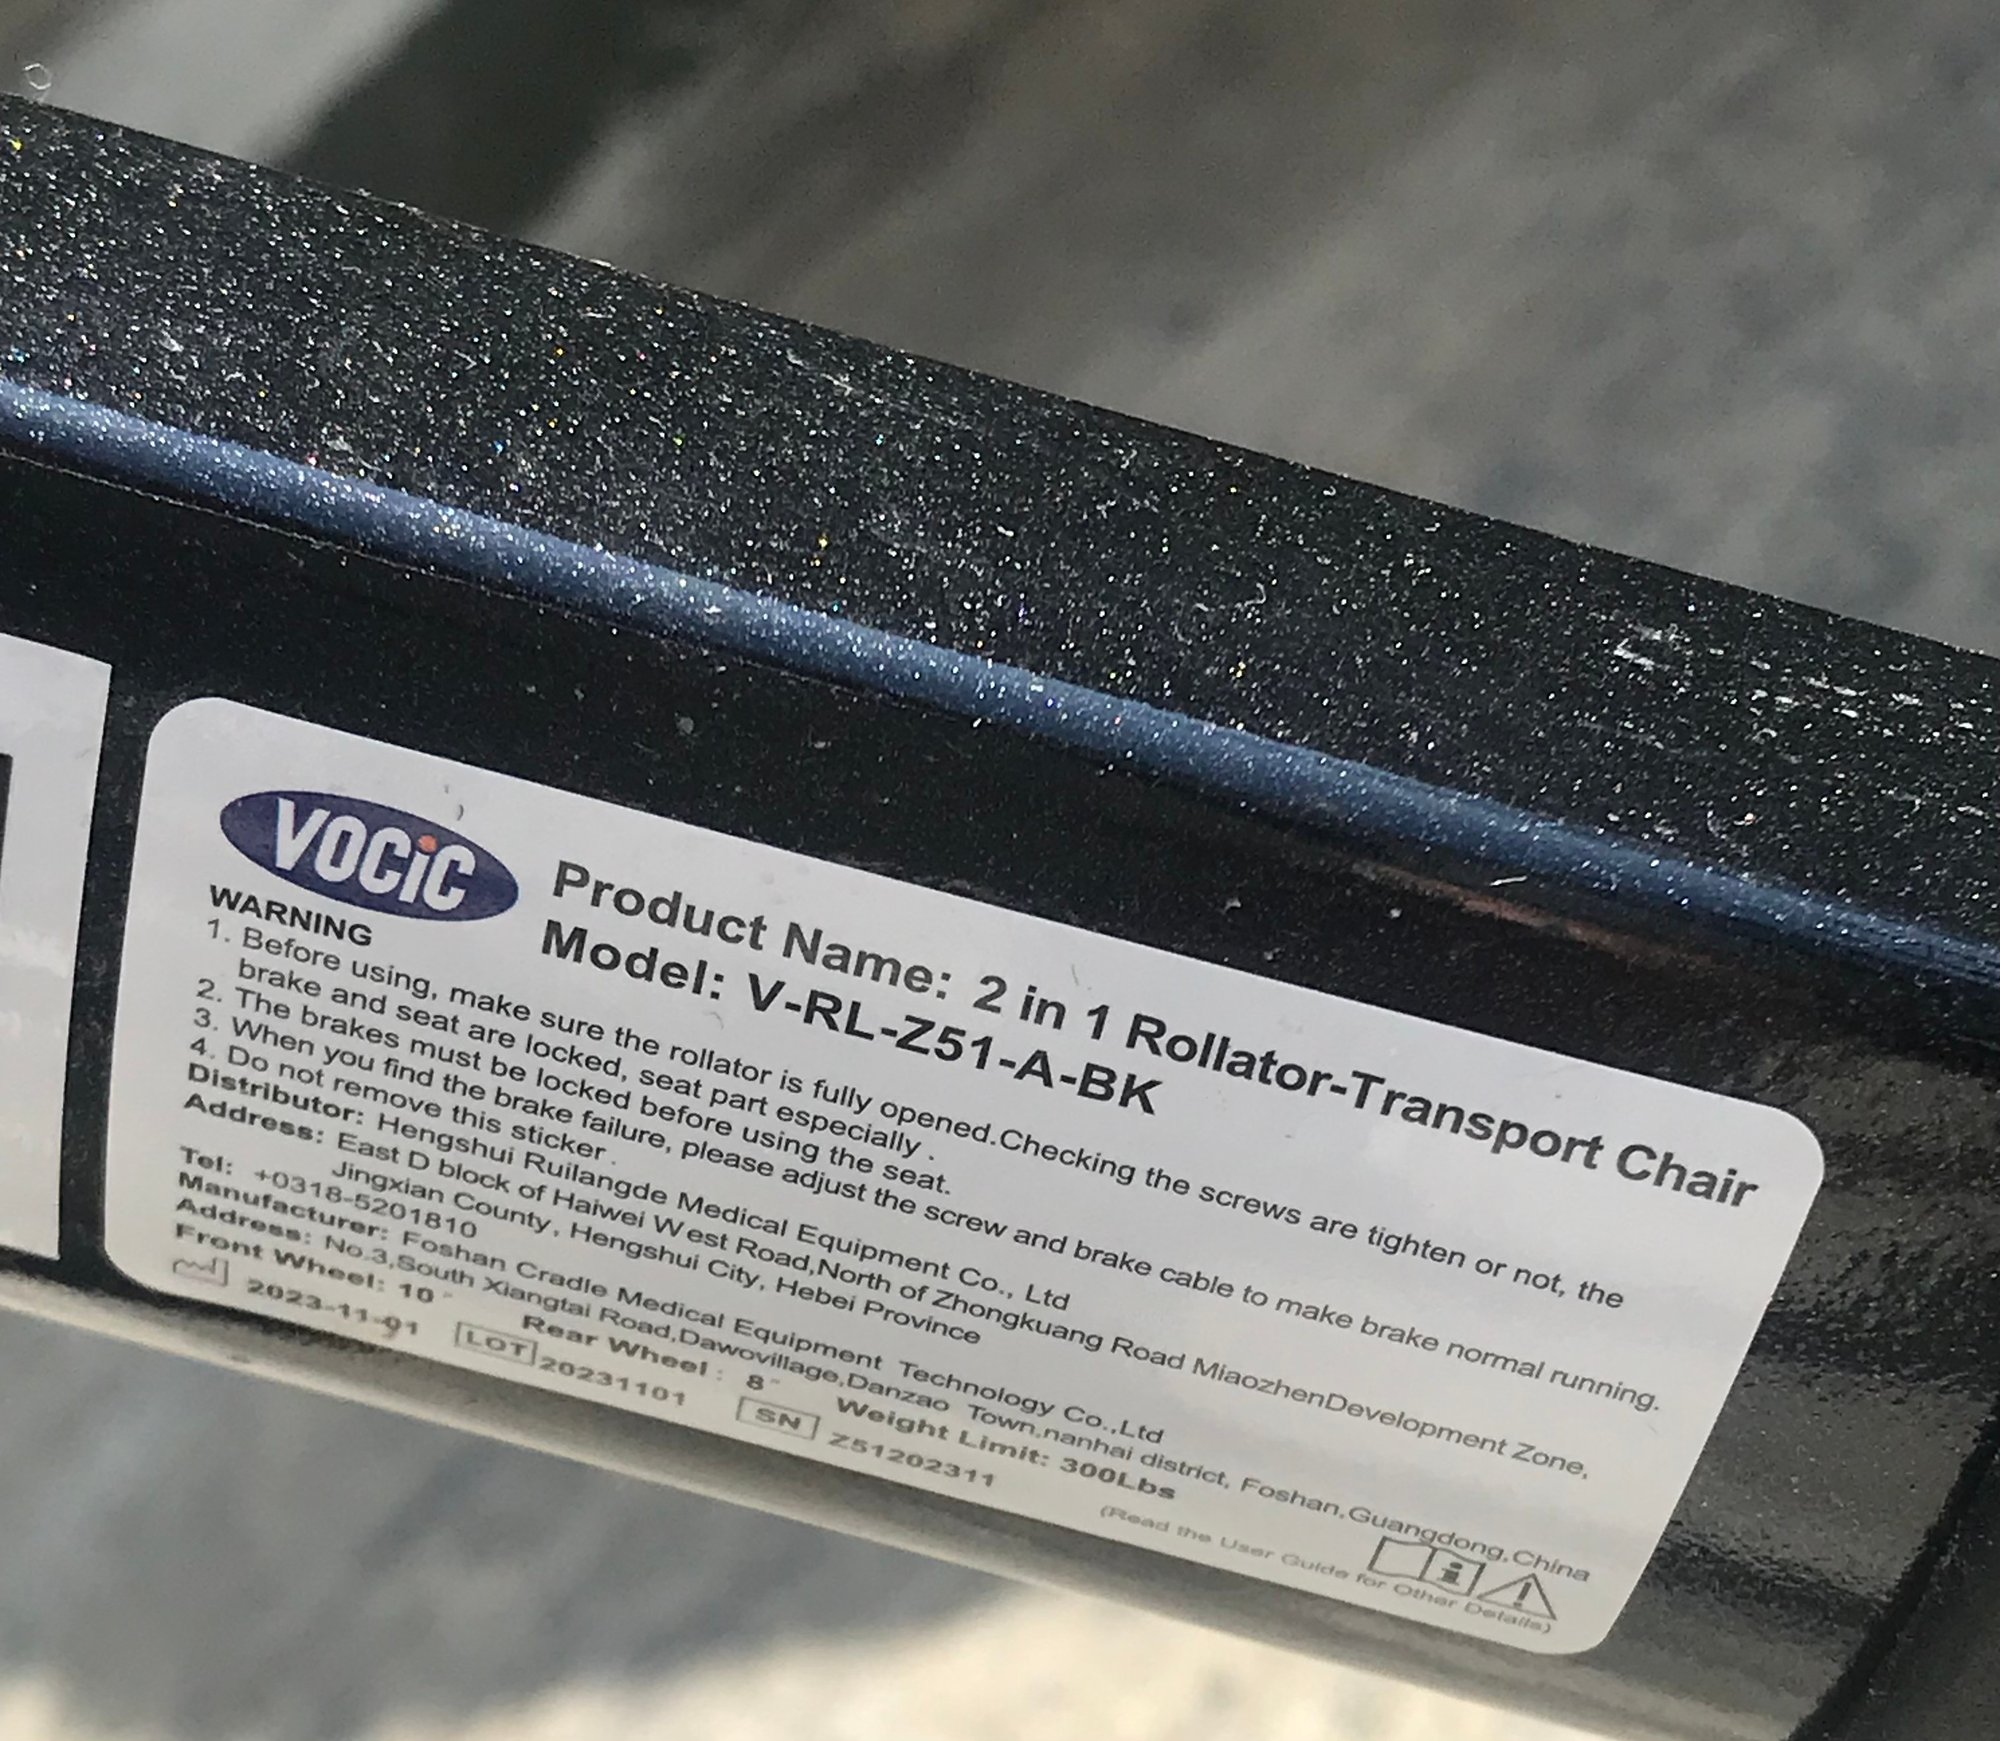 VOCiC
Product Name: 2 in 1 Rollator-Transport Chair
Model: V-RL-Z51-A-BK
WARNING
1. Before using, make sure the rollator is fully opened.Checking the screws are tighten or not, the
brake and seat are locked, seat part especially .
2. The brakes must be locked before using the seat.
3. When you find the brake failure, please adjust the screw and brake cable to make brake normal running.
4. Do not remove this sticker .
Distributor: Hengshui Ruilangde Medical Equipment Co., Ltd
Address: East D block of Haiwei West Road,North of Zhongkuang Road MiaozhenDevelopment Zone,
Jingxian County, Hengshui City, Hebei Province
Tel: +0318-5201810
Manufacturer: Foshan Cradle Medical Equipment Technology Co.,Ltd
Address: No.3,South Xiangtai Road,Dawovillage,Danzao Town,nanhai district, Foshan,Guangdong,China
Front Wheel: 10" Rear Wheel: 8" Weight Limit: 300Lbs
2023-11-01 LOT 20231101 SN Z51202311
(Read the User Guide for Other Details)